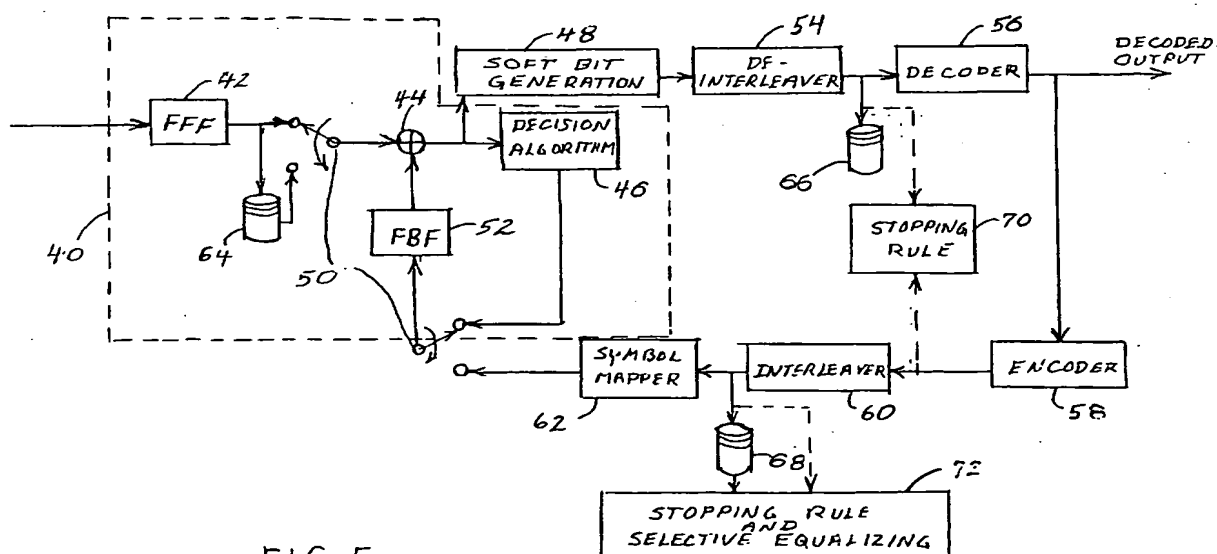 42
FFF
44
48
SOFT BIT
GENERATION
54
DE-
INTERLEAVER
56
DECODER
DECODED
OUTPUT
DECISION
ALGORITHM
46
64
40
50
FBF
52
66
STOPPING
RULE
70
SYMBOL
MAPPER
62
INTERLEAVER
60
ENCODER
58
68
72
STOPPING RULE
AND
SELECTIVE EQUALIZING